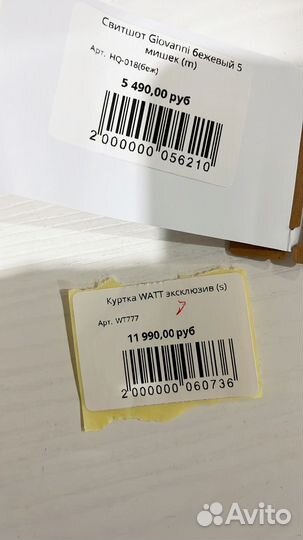 Свитшот Giovanni бежевый 5
мишек (m)
Арт. HQ-018(беж)
5 490,00 руб
2 000000 056210
Куртка WATT эксклюзив (s)
Арт. WT777
11 990,00 руб
2 000000 060736
Avito